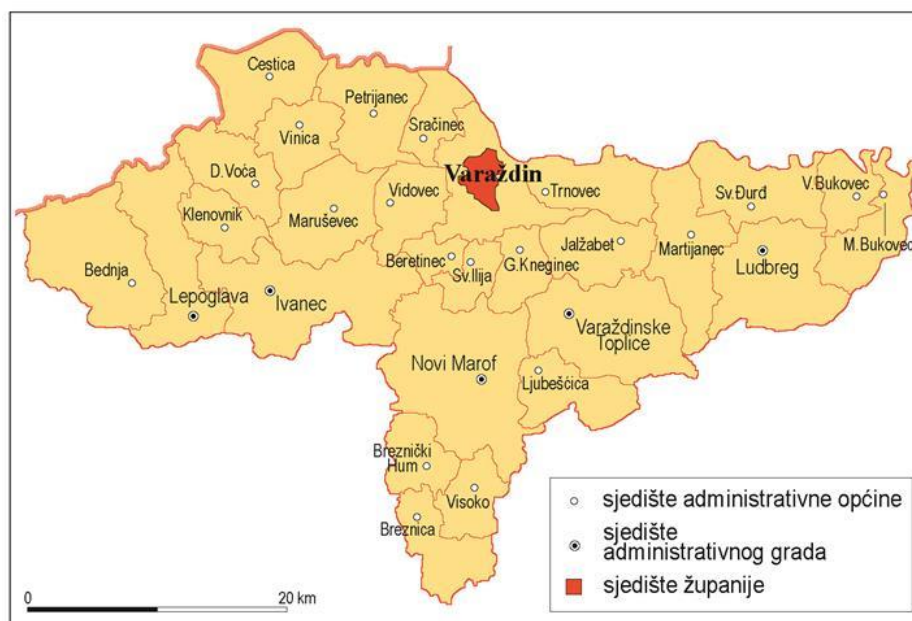 Cestica
Petrijanec
Sračinec
Vinica
Varaždin
D.Voća
Trnovec
Vidovec
Sv.Đurđ
V.Bukovec
Klenovnik
Maruševec
M.Bukovec
Beretinec
Sv.Ilija
G.Kneginec
Jalžabet
Martijanec
Ludbreg
Bednja
Lepoglava
Ivanec
Varaždinske
Toplice
Novi Marof
Ljubešćica
Breznički
Hum
Visoko
Breznica
sjedište administrativne općine
sjedište
administrativnog grada
sjedište županije
0
20 km